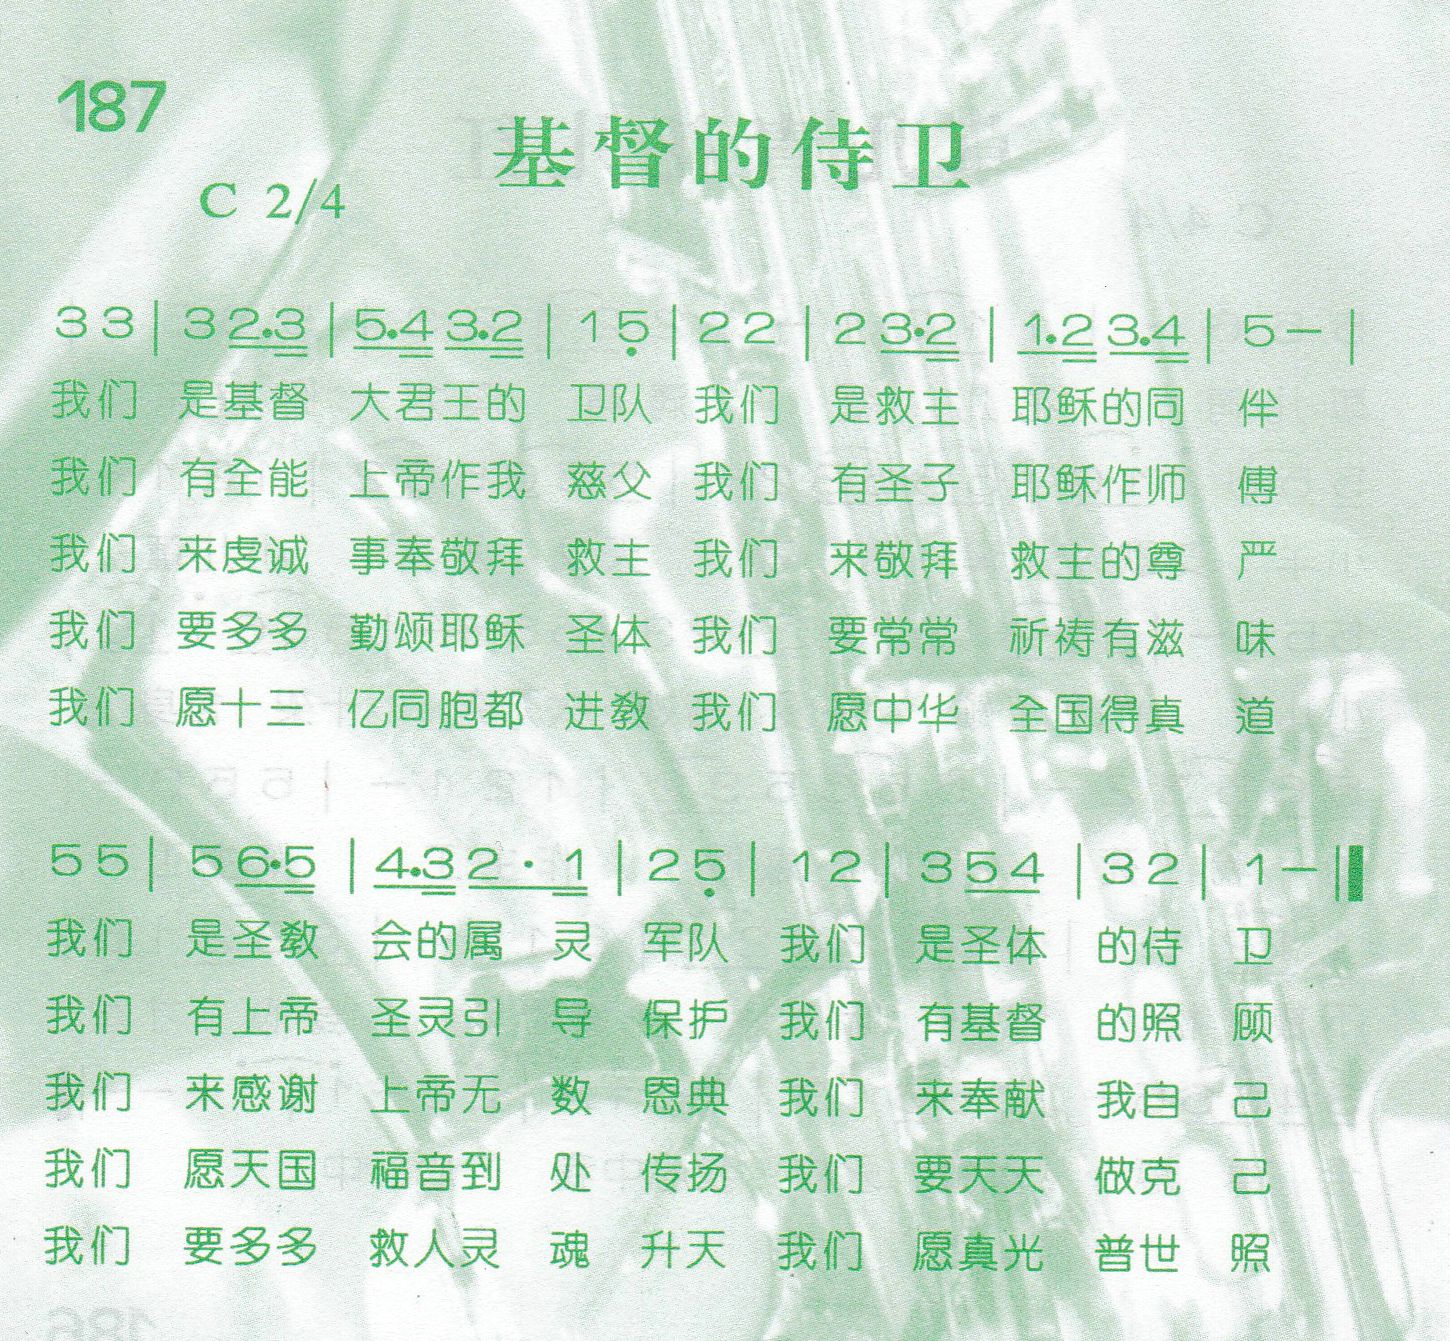 187
基督的侍卫
C 2/4
3 3 | 3 2.3 | 5.4 3.2 | 1 5̣ | 2 2 | 2 3.2 | 1.2 3.4 | 5 — |
我们 是基督 大君王的 卫队 我们 是救主 耶稣的同 伴
我们 有全能 上帝作我 慈父 我们 有圣子 耶稣作师 傅
我们 来虔诚 事奉敬拜 救主 我们 来敬拜 救主的尊 严
我们 要多多 勤颂耶稣 圣体 我们 要常常 祈祷有滋 味
我们 愿十三 亿同胞都 进教 我们 愿中华 全国得真 道
5 5 | 5 6.5 | 4.3 2 · 1 | 2 5̣ | 1 2 | 3 5 4 | 3 2 | 1 — ‖
我们 是圣教 会的属 灵 军队 我们 是圣体 的侍 卫
我们 有上帝 圣灵引 导 保护 我们 有基督 的照 顾
我们 来感谢 上帝无 数 恩典 我们 来奉献 我自 己
我们 愿天国 福音到 处 传扬 我们 要天天 做克 己
我们 要多多 救人灵 魂 升天 我们 愿真光 普世 照